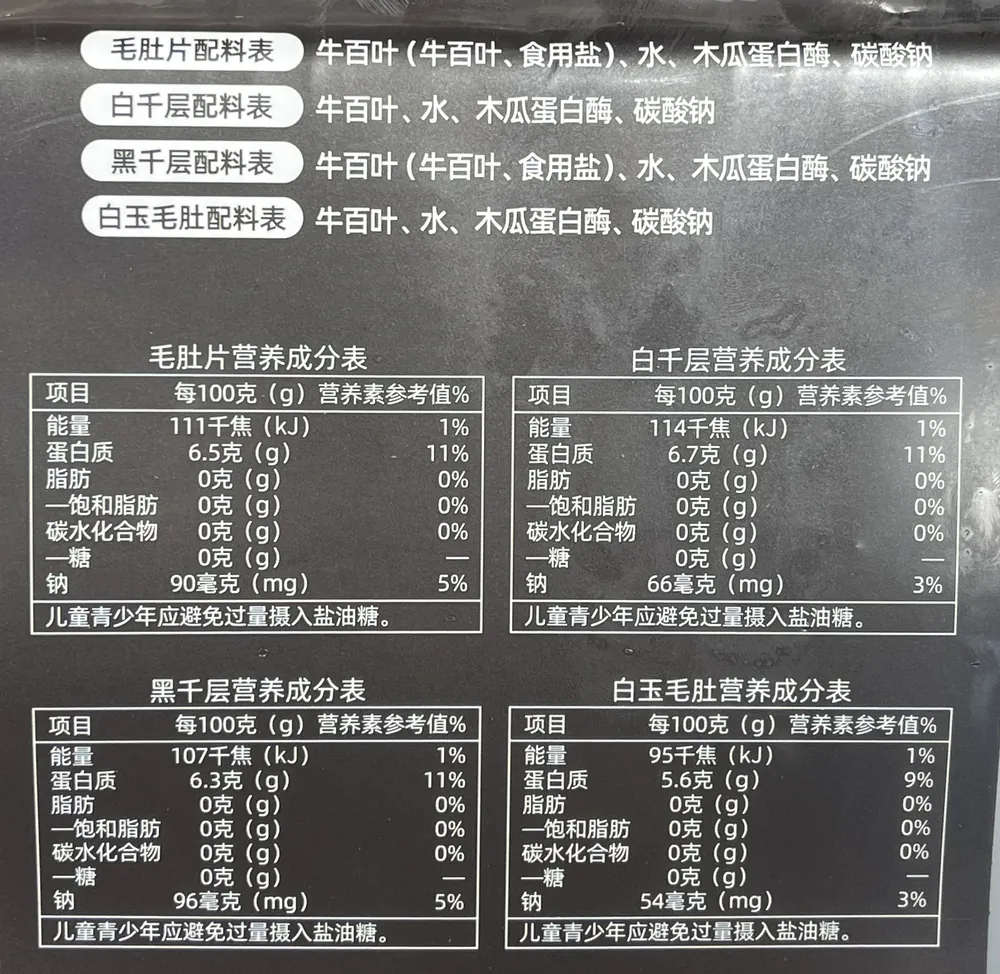 毛肚片配料表 牛百叶（牛百叶、食用盐）、水、木瓜蛋白酶、碳酸钠
白千层配料表 牛百叶、水、木瓜蛋白酶、碳酸钠
黑千层配料表 牛百叶（牛百叶、食用盐）、水、木瓜蛋白酶、碳酸钠
白玉毛肚配料表 牛百叶、水、木瓜蛋白酶、碳酸钠
毛肚片营养成分表
项目 每100克（g） 营养素参考值%
能量 111千焦（kJ） 1%
蛋白质 6.5克（g） 11%
脂肪 0克（g） 0%
—饱和脂肪 0克（g） 0%
碳水化合物 0克（g） 0%
—糖 0克（g） —
钠 90毫克（mg） 5%
儿童青少年应避免过量摄入盐油糖。
白千层营养成分表
项目 每100克（g） 营养素参考值%
能量 114千焦（kJ） 1%
蛋白质 6.7克（g） 11%
脂肪 0克（g） 0%
—饱和脂肪 0克（g） 0%
碳水化合物 0克（g） 0%
—糖 0克（g） —
钠 66毫克（mg） 3%
儿童青少年应避免过量摄入盐油糖。
黑千层营养成分表
项目 每100克（g） 营养素参考值%
能量 107千焦（kJ） 1%
蛋白质 6.3克（g） 11%
脂肪 0克（g） 0%
—饱和脂肪 0克（g） 0%
碳水化合物 0克（g） 0%
—糖 0克（g） —
钠 96毫克（mg） 5%
儿童青少年应避免过量摄入盐油糖。
白玉毛肚营养成分表
项目 每100克（g） 营养素参考值%
能量 95千焦（kJ） 1%
蛋白质 5.6克（g） 9%
脂肪 0克（g） 0%
—饱和脂肪 0克（g） 0%
碳水化合物 0克（g） 0%
—糖 0克（g） —
钠 54毫克（mg） 3%
儿童青少年应避免过量摄入盐油糖。